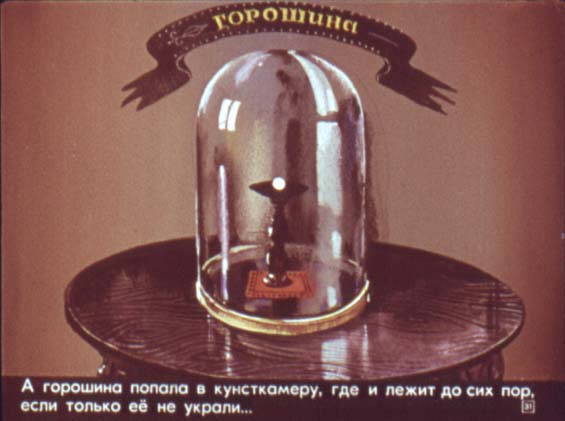 ГОРОШИНА
А горошина попала в кунсткамеру, где и лежит до сих пор,
если только её не украли...
31